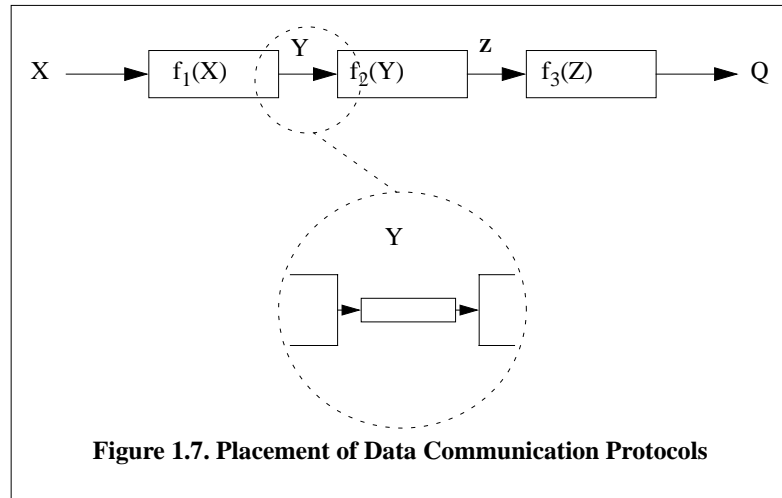 X f₁(X) Y f₂(Y) Z f₃(Z) Q
Y
Figure 1.7. Placement of Data Communication Protocols